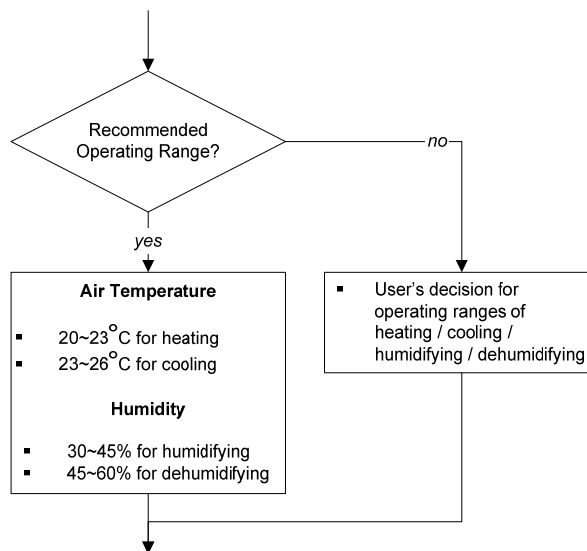 Recommended
Operating Range?
no
yes
Air Temperature
▪ 20~23°C for heating
▪ 23~26°C for cooling
Humidity
▪ 30~45% for humidifying
▪ 45~60% for dehumidifying
▪ User's decision for
operating ranges of
heating / cooling /
humidifying / dehumidifying